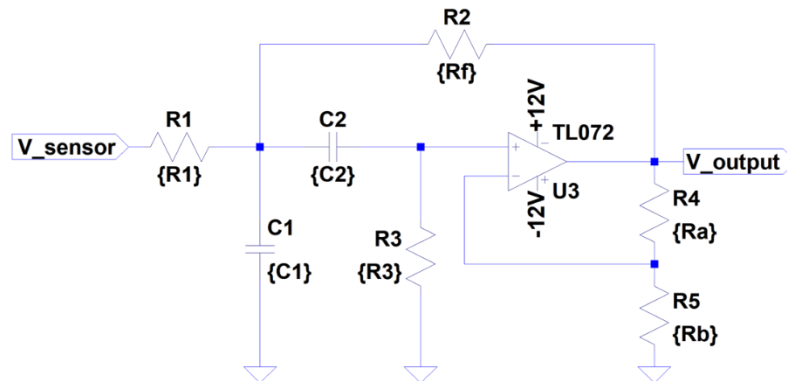 R2
{Rf}
V_sensor
R1
{R1}
C2
{C2}
+12V
TL072
+
-
-
+
U3
-12V
V_output
R4
{Ra}
C1
{C1}
R3
{R3}
R5
{Rb}